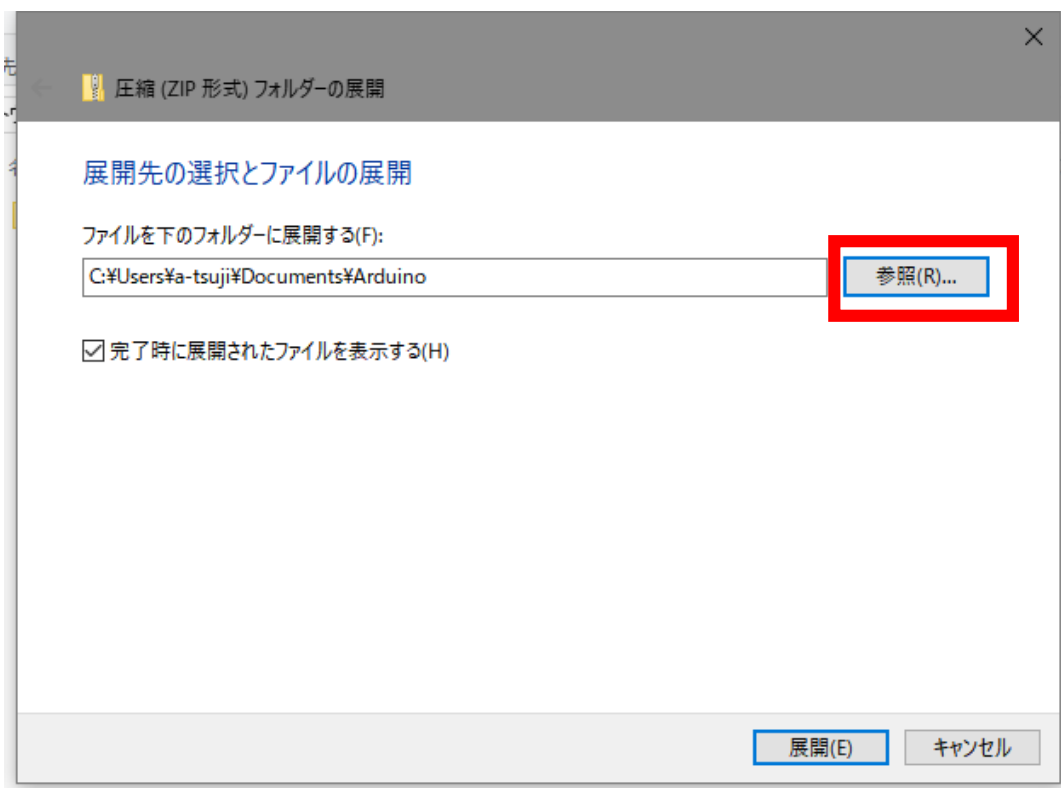 圧縮 (ZIP 形式) フォルダーの展開
展開先の選択とファイルの展開
ファイルを下のフォルダーに展開する(F):
C:¥Users¥a-tsuji¥Documents¥Arduino
参照(R)...
完了時に展開されたファイルを表示する(H)
展開(E)
キャンセル